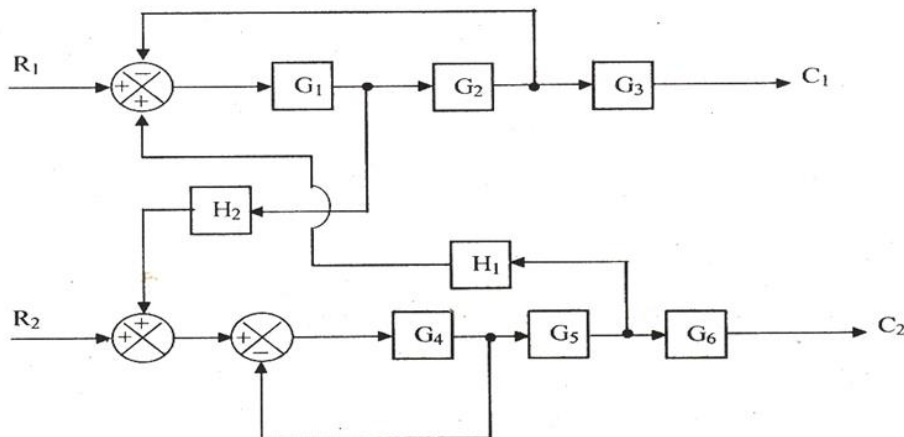 R₁
− + +
G₁
G₂
G₃
C₁
H₂
H₁
R₂
+ +
+ −
G₄
G₅
G₆
C₂